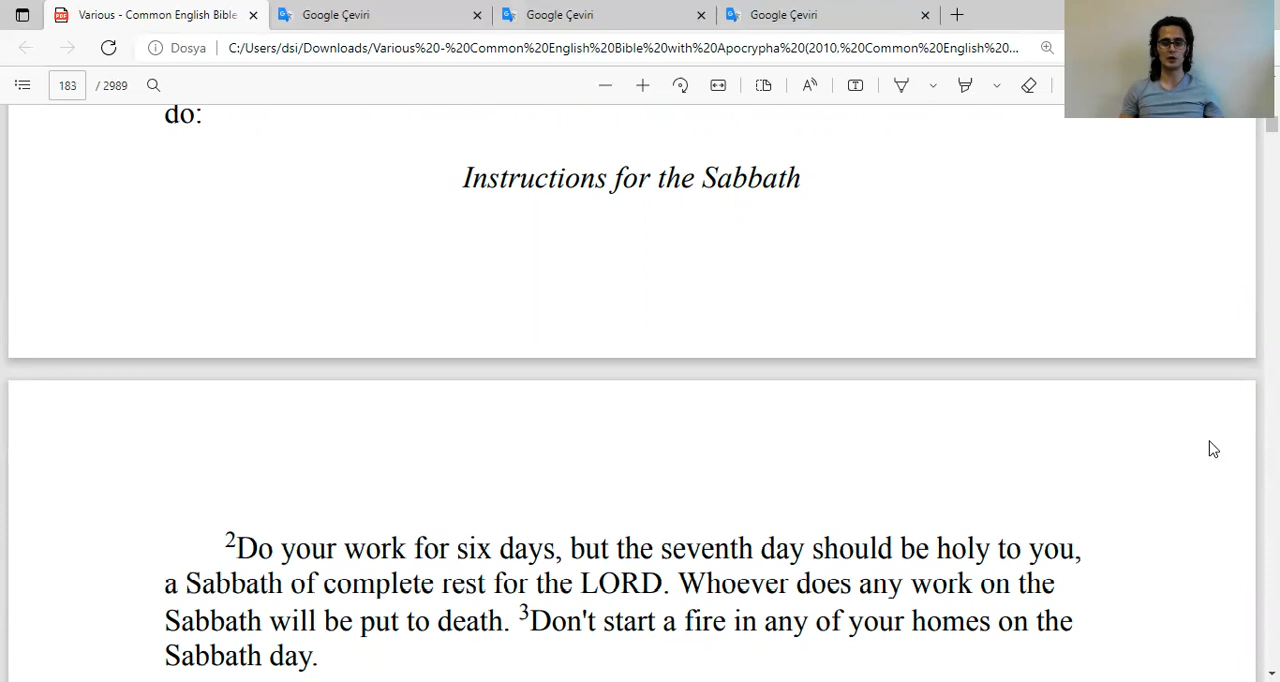 Various - Common English Bible
Google Çeviri
Google Çeviri
Google Çeviri
Dosya
C:/Users/dsi/Downloads/Various%20-%20Common%20English%20Bible%20with%20Apocrypha%20(2010.%20Common%20English%20...
183 / 2989
do:
Instructions for the Sabbath
2Do your work for six days, but the seventh day should be holy to you,
a Sabbath of complete rest for the LORD. Whoever does any work on the
Sabbath will be put to death. 3Don't start a fire in any of your homes on the
Sabbath day.